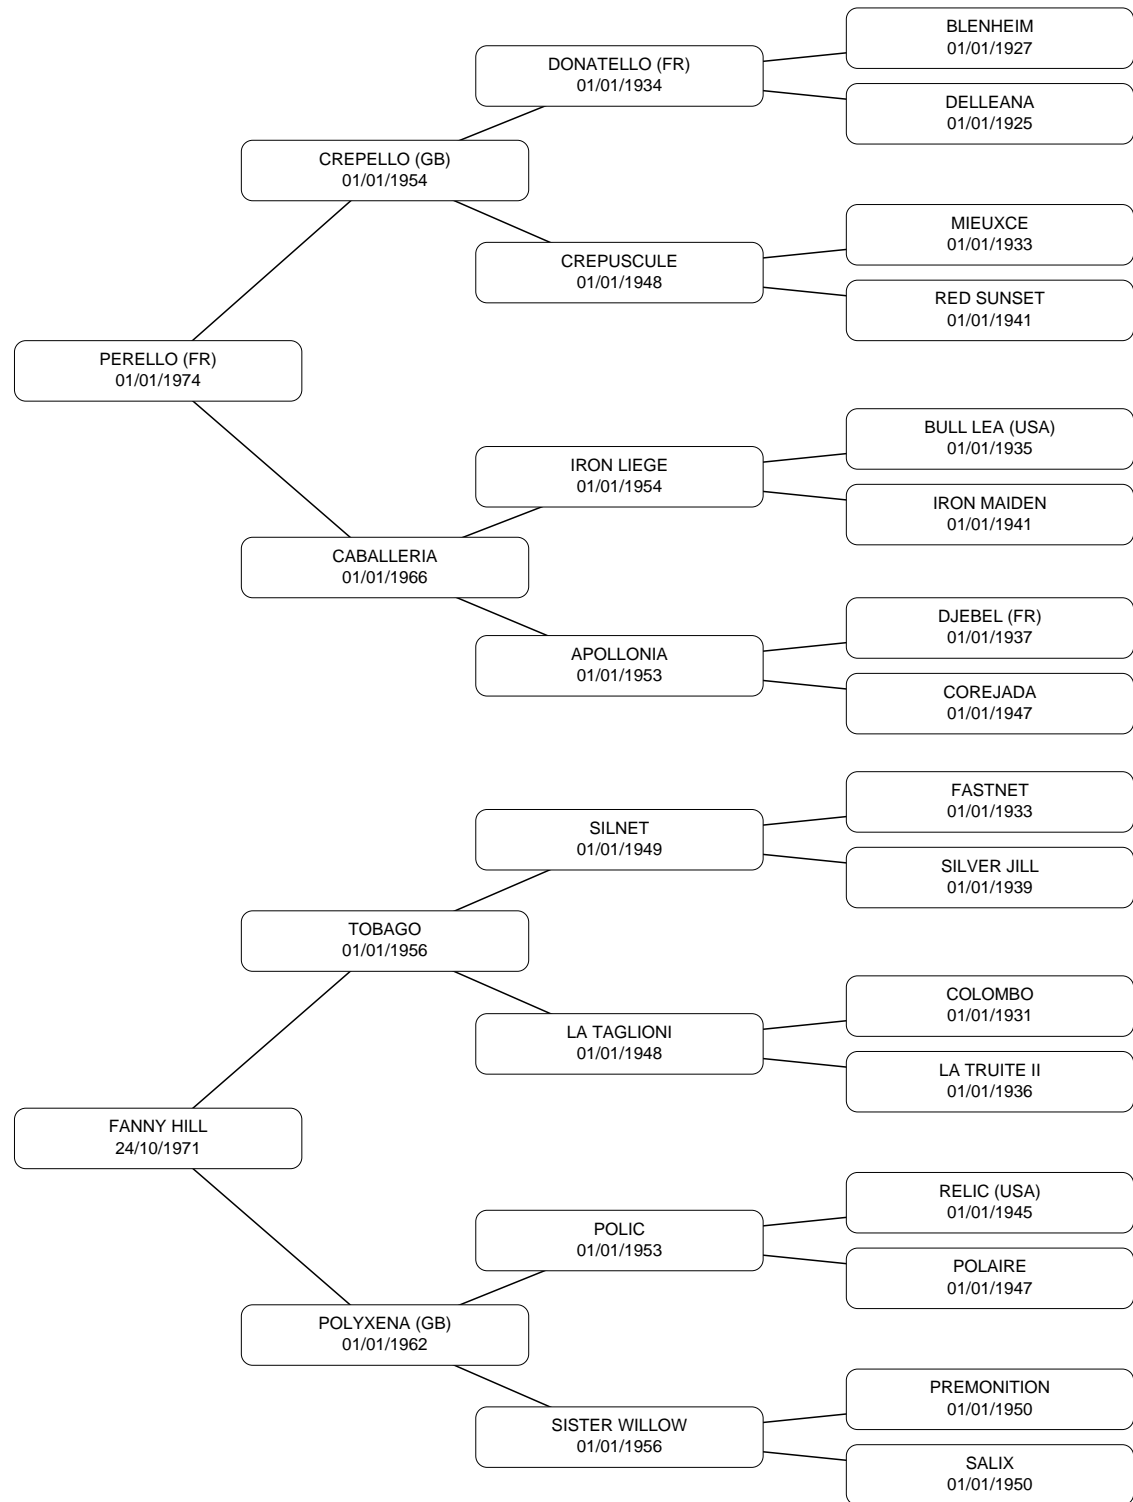 BLENHEIM
01/01/1927
DONATELLO (FR)
01/01/1934
DELLEANA
01/01/1925
CREPELLO (GB)
01/01/1954
MIEUXCE
01/01/1933
CREPUSCULE
01/01/1948
RED SUNSET
01/01/1941
PERELLO (FR)
01/01/1974
BULL LEA (USA)
01/01/1935
IRON LIEGE
01/01/1954
IRON MAIDEN
01/01/1941
CABALLERIA
01/01/1966
DJEBEL (FR)
01/01/1937
APOLLONIA
01/01/1953
COREJADA
01/01/1947
FASTNET
01/01/1933
SILNET
01/01/1949
SILVER JILL
01/01/1939
TOBAGO
01/01/1956
COLOMBO
01/01/1931
LA TAGLIONI
01/01/1948
LA TRUITE II
01/01/1936
FANNY HILL
24/10/1971
RELIC (USA)
01/01/1945
POLIC
01/01/1953
POLAIRE
01/01/1947
POLYXENA (GB)
01/01/1962
PREMONITION
01/01/1950
SISTER WILLOW
01/01/1956
SALIX
01/01/1950